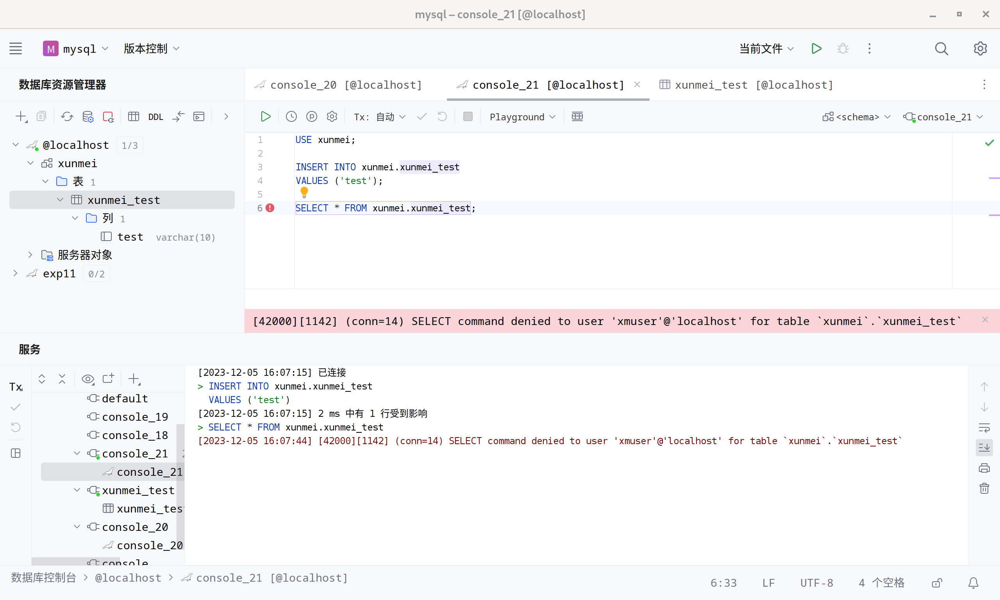 mysql – console_21 [@localhost]
M mysql 版本控制 当前文件
数据库资源管理器
console_20 [@localhost] console_21 [@localhost] xunmei_test [@localhost]
DDL
Tx: 自动 Playground <schema> console_21
@localhost 1/3
xunmei
表 1
xunmei_test
列 1
test varchar(10)
服务器对象
exp11 0/2
1 USE xunmei;
2
3 INSERT INTO xunmei.xunmei_test
4 VALUES ('test');
5
6 SELECT * FROM xunmei.xunmei_test;
[42000][1142] (conn=14) SELECT command denied to user 'xmuser'@'localhost' for table `xunmei`.`xunmei_test`
服务
Tx
default
console_19
console_18
console_21
console_21
xunmei_test
xunmei_test
console_20
console_20
console
[2023-12-05 16:07:15] 已连接
> INSERT INTO xunmei.xunmei_test
VALUES ('test')
[2023-12-05 16:07:15] 2 ms 中有 1 行受到影响
> SELECT * FROM xunmei.xunmei_test
[2023-12-05 16:07:44] [42000][1142] (conn=14) SELECT command denied to user 'xmuser'@'localhost' for table `xunmei`.`xunmei_test`
数据库控制台 > @localhost > console_21 [@localhost]
6:33 LF UTF-8 4 个空格